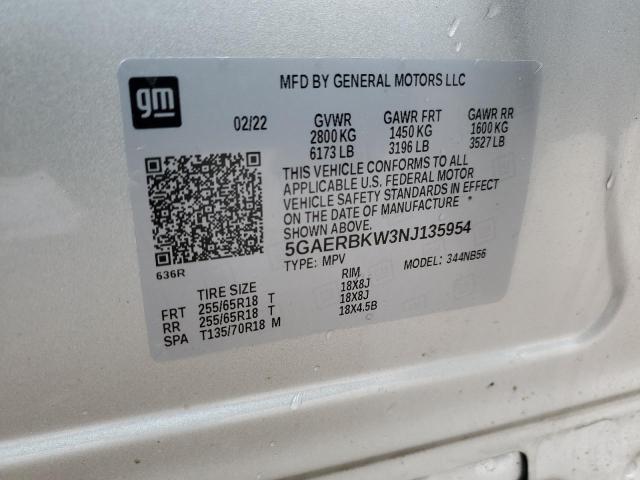 gm
MFD BY GENERAL MOTORS LLC
02/22 GVWR GAWR FRT GAWR RR
2800 KG 1450 KG 1600 KG
6173 LB 3196 LB 3527 LB
THIS VEHICLE CONFORMS TO ALL
APPLICABLE U.S. FEDERAL MOTOR
VEHICLE SAFETY STANDARDS IN EFFECT
ON THE DATE OF MANUFACTURE
SHOWN ABOVE.
5GAERBKW3NJ135954
TYPE: MPV MODEL: 344NB56
636R
TIRE SIZE RIM
FRT 255/65R18 T 18X8J
RR 255/65R18 T 18X8J
SPA T135/70R18 M 18X4.5B